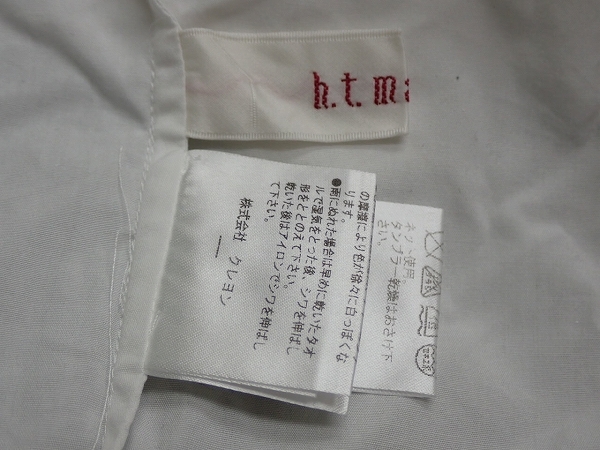 h.t.m
の摩擦により色が徐々に白っぽくな
ります。
●雨にぬれた場合は早めに乾いたタオ
ルで湿気をとった後、シワを伸ばし
形をととのえて下さい。
乾いた後はアイロンでシワを伸ばし
て下さい。
株式会社 クレヨン
ネット使用。
タンブラー乾燥はおさけ下
さい。